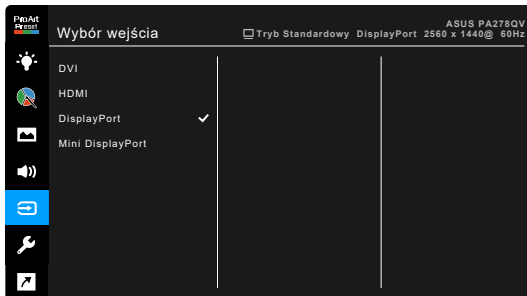 ProArt
Preset
Wybór wejścia
ASUS PA278QV
Tryb Standardowy DisplayPort 2560 x 1440@ 60Hz
DVI
HDMI
DisplayPort
Mini DisplayPort